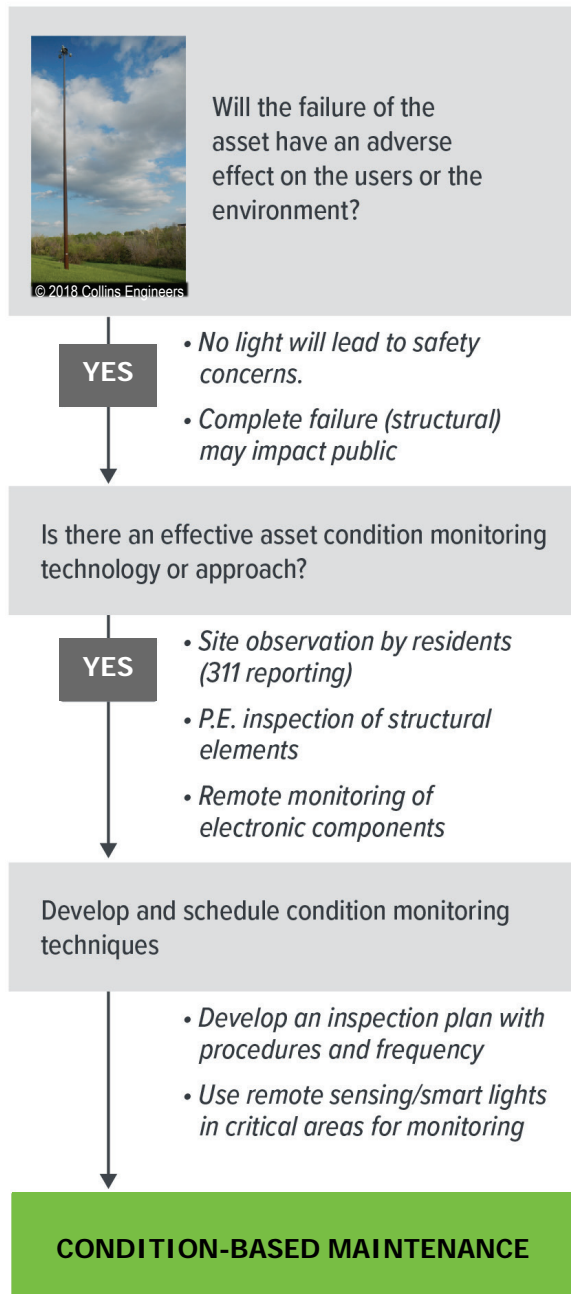 Will the failure of the
asset have an adverse
effect on the users or the
environment?
© 2018 Collins Engineers
YES
• No light will lead to safety
concerns.
• Complete failure (structural)
may impact public
Is there an effective asset condition monitoring
technology or approach?
YES
• Site observation by residents
(311 reporting)
• P.E. inspection of structural
elements
• Remote monitoring of
electronic components
Develop and schedule condition monitoring
techniques
• Develop an inspection plan with
procedures and frequency
• Use remote sensing/smart lights
in critical areas for monitoring
CONDITION-BASED MAINTENANCE